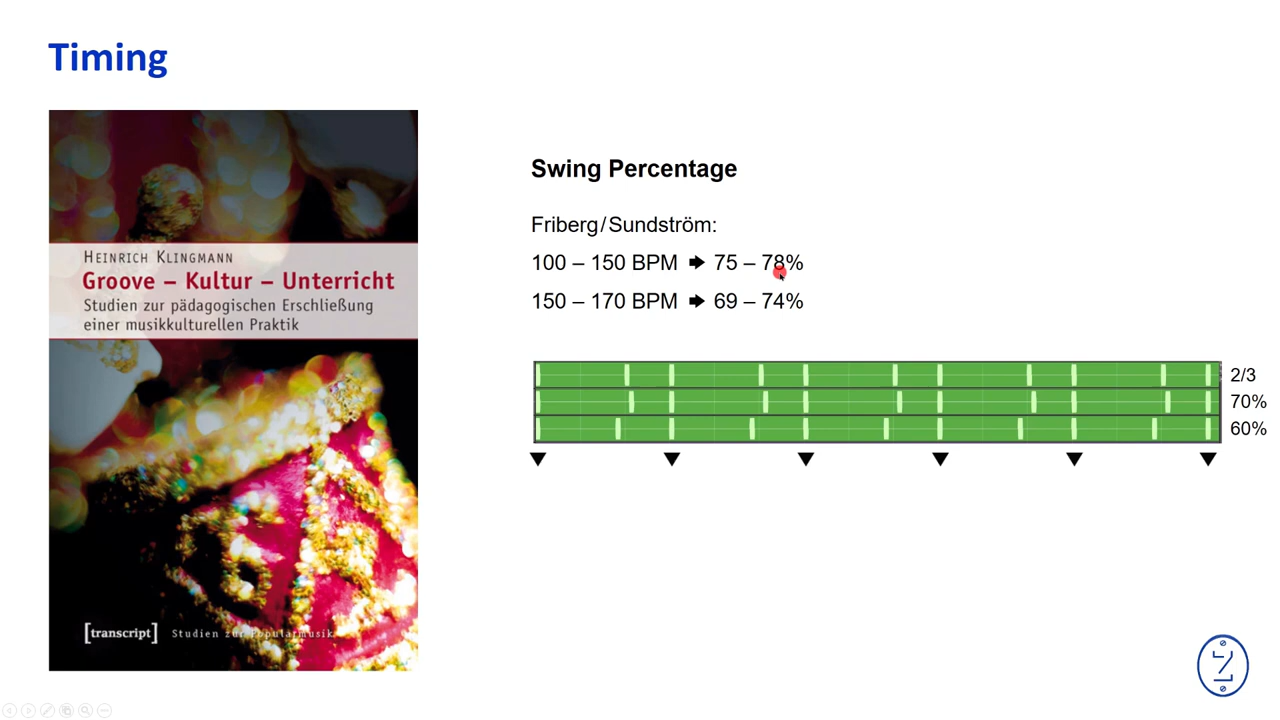 Timing
HEINRICH KLINGMANN
Groove – Kultur – Unterricht
Studien zur pädagogischen Erschließung
einer musikkulturellen Praktik
[transcript] Studien zur Popularmusik
Swing Percentage
Friberg/Sundström:
100 – 150 BPM 🡆 75 – 78%
150 – 170 BPM 🡆 69 – 74%
2/3
70%
60%